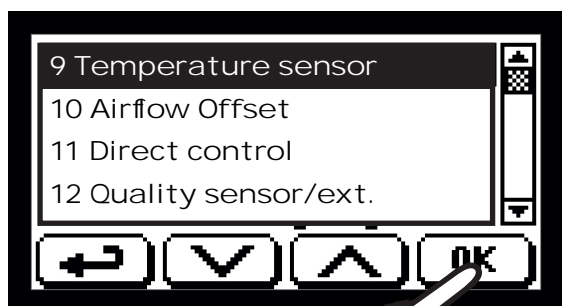 9 Temperature sensor
10 Airflow Offset
11 Direct control
12 Quality sensor/ext.
OK